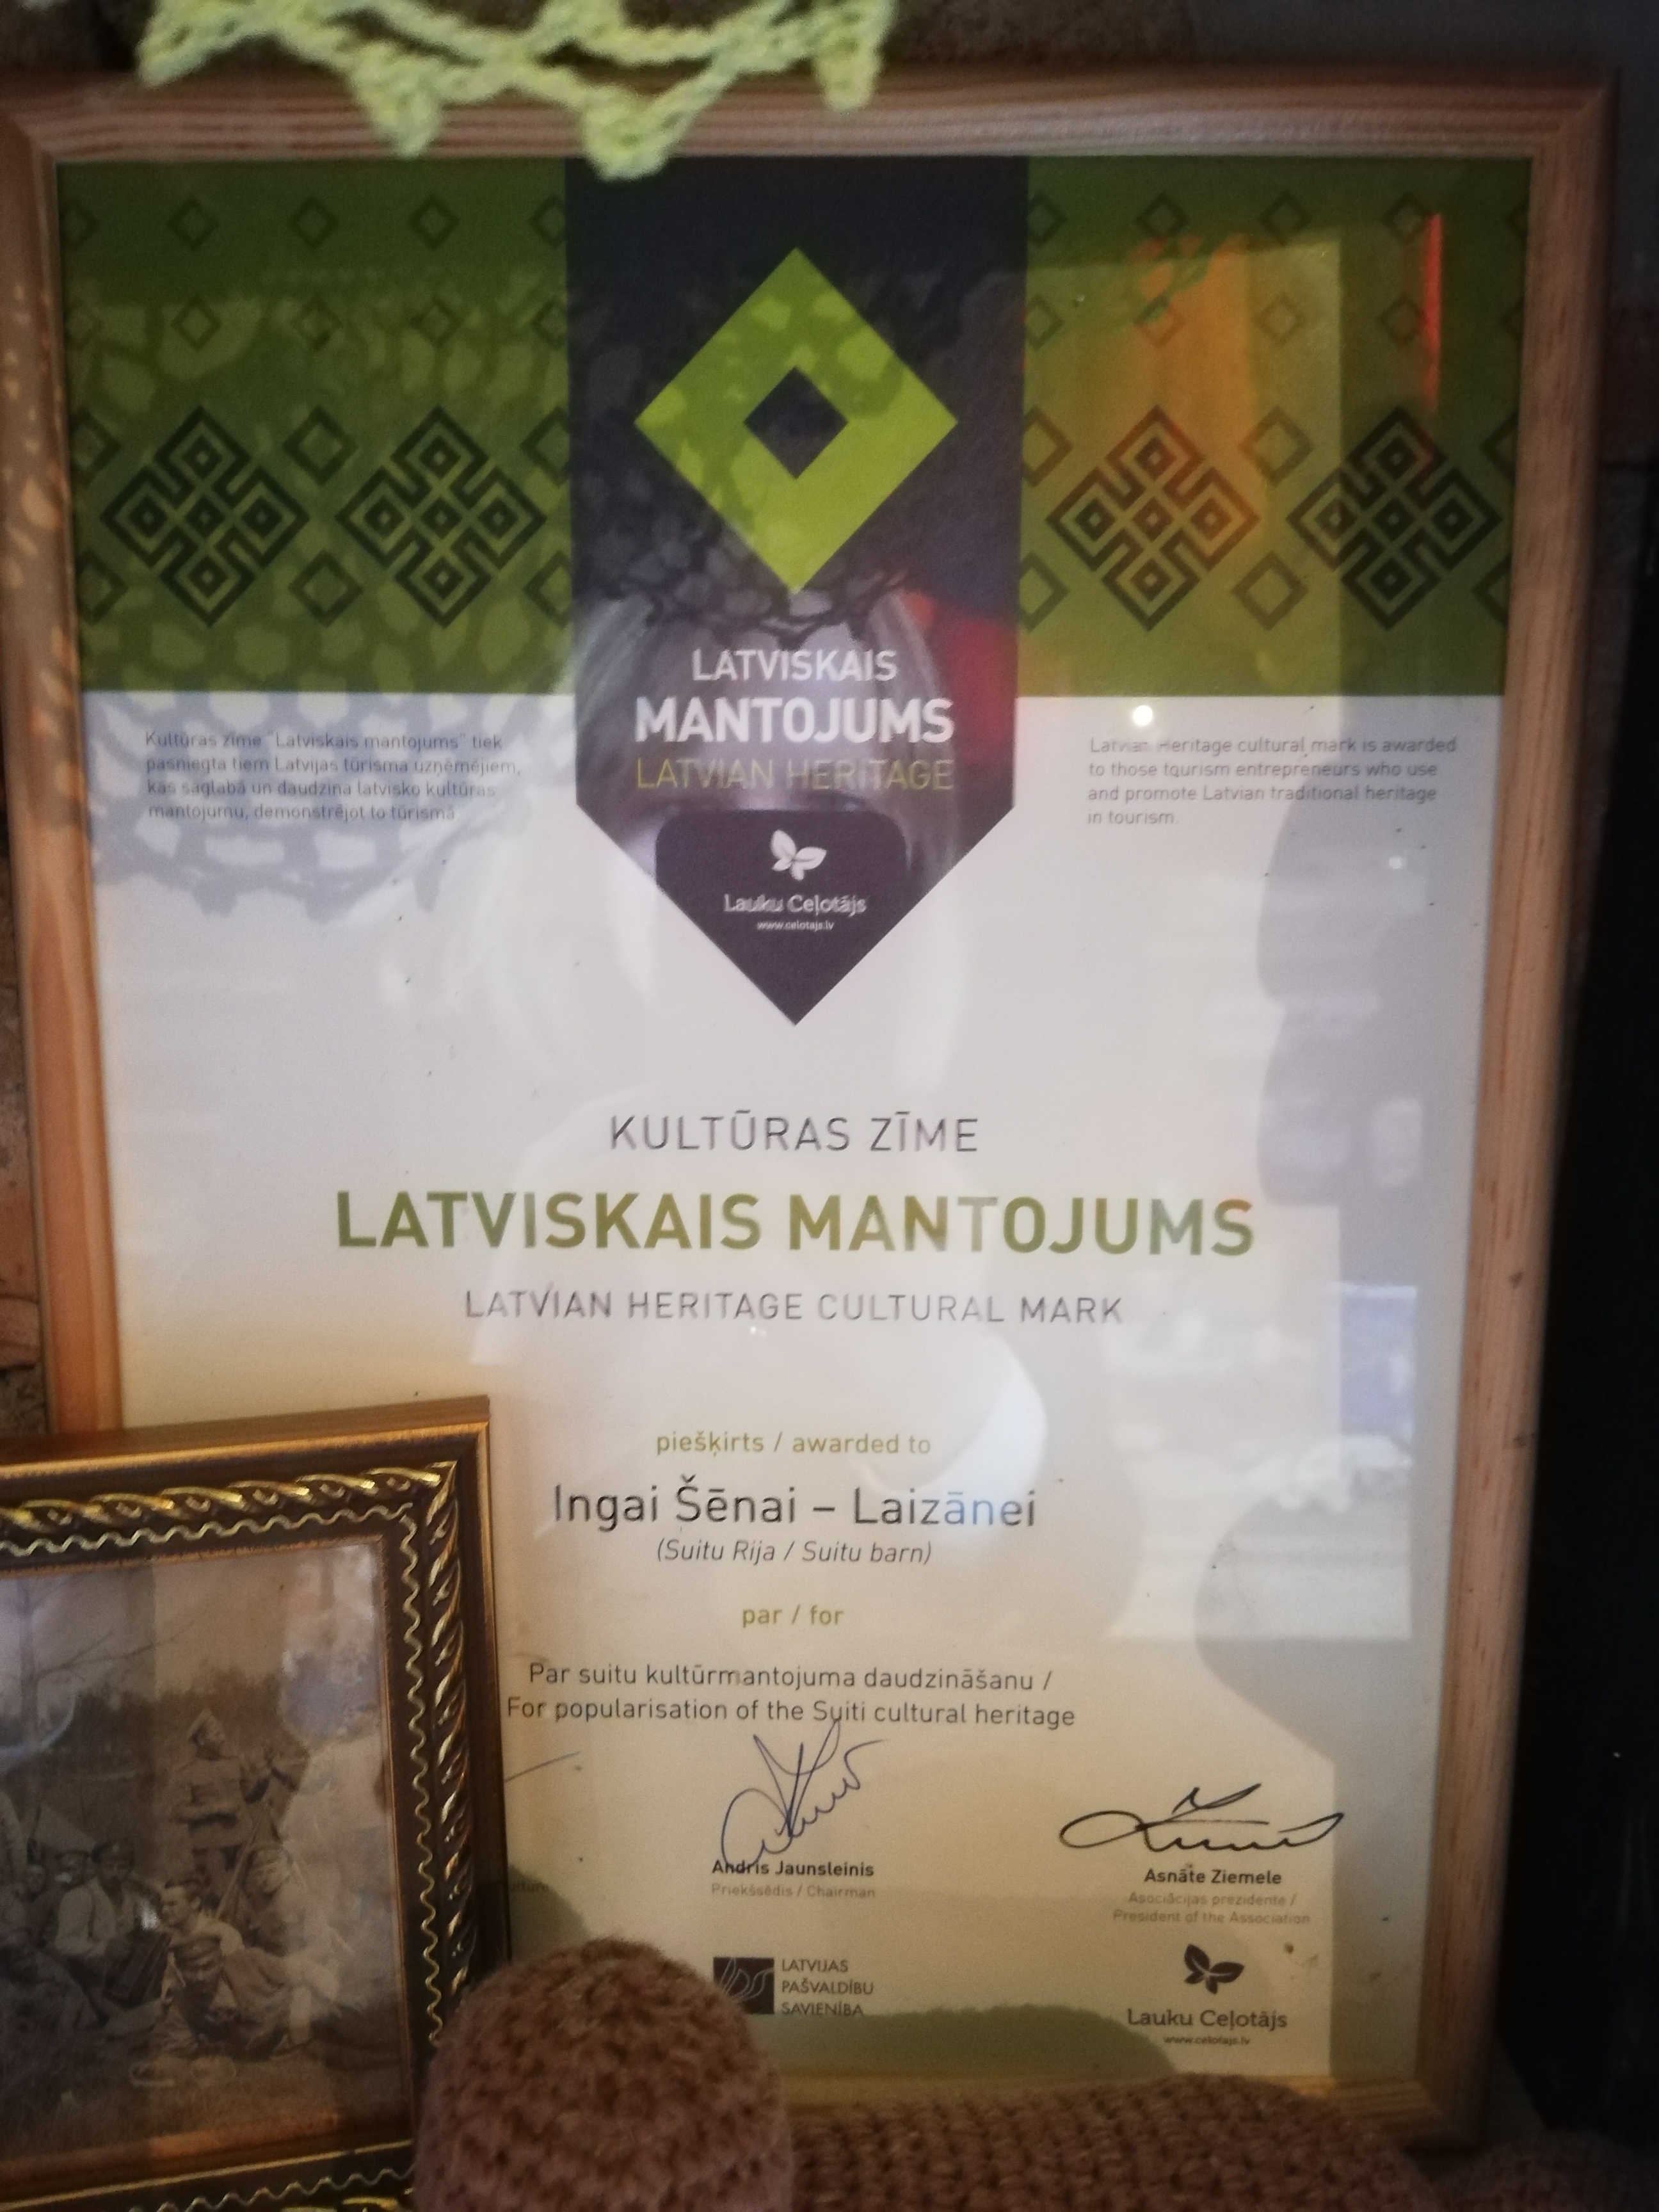 LATVISKAIS
MANTOJUMS
LATVIAN HERITAGE
Lauku Ceļotājs
www.celotajs.lv
Kultūras zīme "Latviskais mantojums" tiek
pasniegta tiem Latvijas tūrisma uzņēmējiem,
kas saglabā un daudzina latvisko kultūras
mantojumu, demonstrējot to tūrismā
Latvian Heritage cultural mark is awarded
to those tourism entrepreneurs who use
and promote Latvian traditional heritage
in tourism.
KULTŪRAS ZĪME
LATVISKAIS MANTOJUMS
LATVIAN HERITAGE CULTURAL MARK
piešķirts / awarded to
Ingai Šēnai – Laizānei
(Suitu Rija / Suitu barn)
par / for
Par suitu kultūrmantojuma daudzināšanu /
For popularisation of the Suiti cultural heritage
Andris Jaunsleinis
Priekšsēdis / Chairman
Asnāte Ziemele
Asociācijas prezidente /
President of the Association
LATVIJAS
PAŠVALDĪBU
SAVIENĪBA
Lauku Ceļotājs
www.celotajs.lv